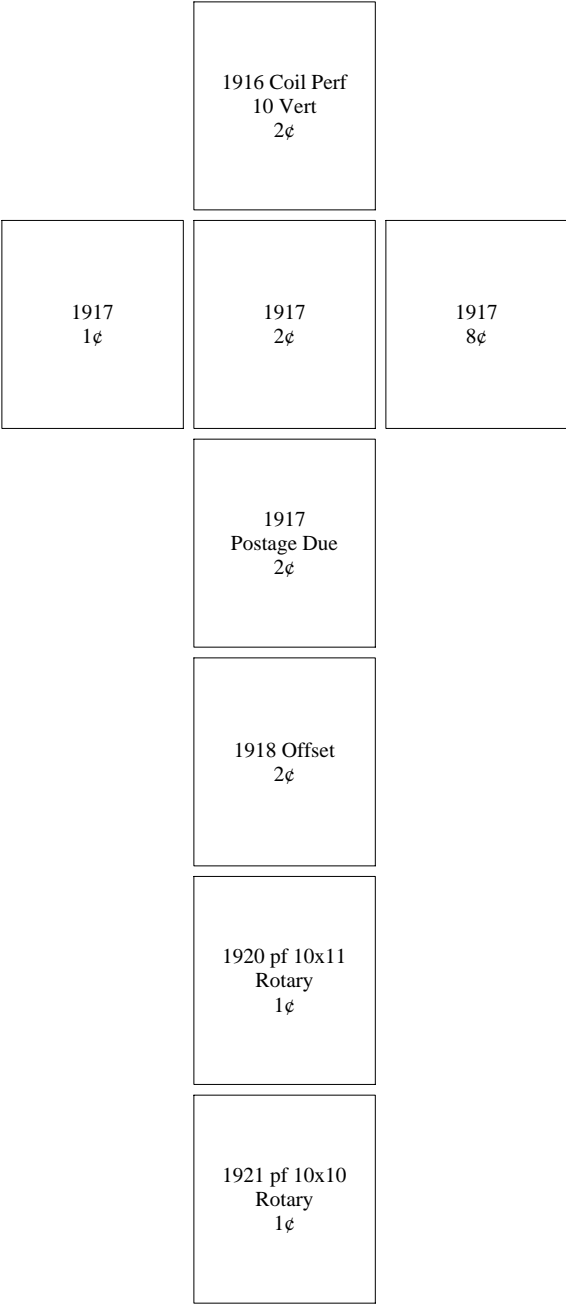 1916 Coil Perf
10 Vert
2¢
1917
1¢
1917
2¢
1917
8¢
1917
Postage Due
2¢
1918 Offset
2¢
1920 pf 10x11
Rotary
1¢
1921 pf 10x10
Rotary
1¢